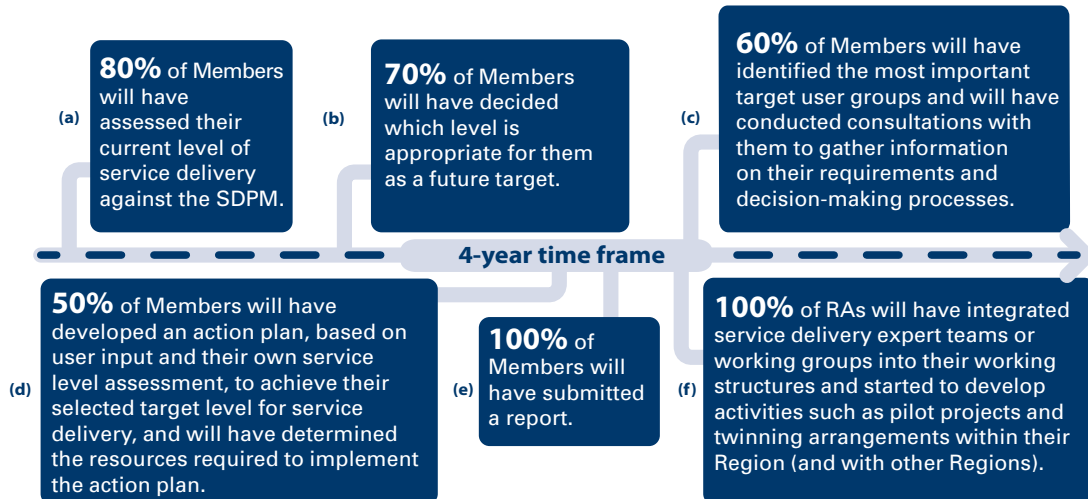 (a)
80% of Members
will have
assessed their
current level of
service delivery
against the SDPM.
(b)
70% of Members
will have decided
which level is
appropriate for them
as a future target.
(c)
60% of Members will have
identified the most important
target user groups and will have
conducted consultations with
them to gather information
on their requirements and
decision-making processes.
4-year time frame
(d)
50% of Members will have
developed an action plan, based on
user input and their own service
level assessment, to achieve their
selected target level for service
delivery, and will have determined
the resources required to implement
the action plan.
(e)
100% of
Members will
have submitted
a report.
(f)
100% of RAs will have integrated
service delivery expert teams or
working groups into their working
structures and started to develop
activities such as pilot projects and
twinning arrangements within their
Region (and with other Regions).